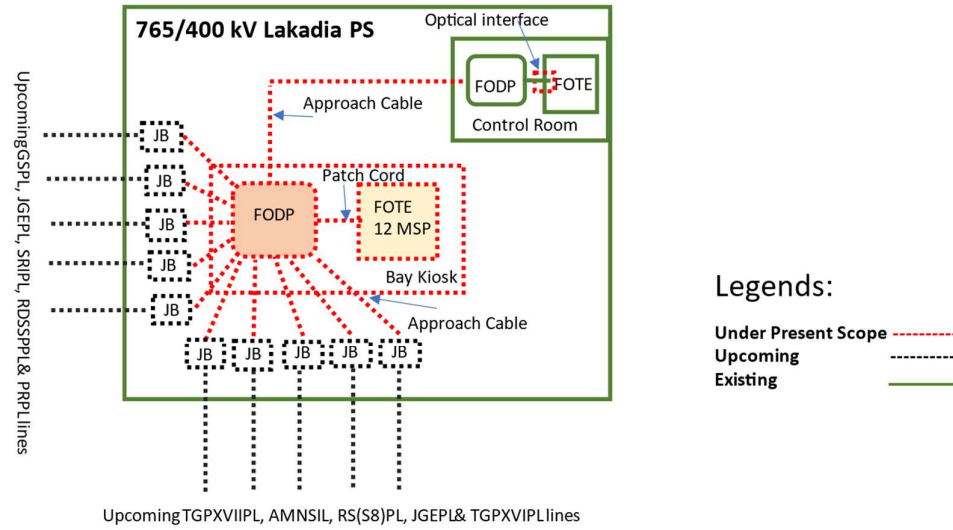 765/400 kV Lakadia PS
Optical interface
FODP
FOTE
Control Room
Approach Cable
UpcomingGSPL, JGEPL, SRIPL, RDSSPPL& PRPLlines
JB
JB
JB
JB
JB
Patch Cord
FODP
FOTE
12 MSP
Bay Kiosk
Approach Cable
JB
JB
JB
JB
JB
UpcomingTGPXVIIPL, AMNSIL, RS(S8)PL, JGEPL& TGPXVIPLlines
Legends:
Under Present Scope
Upcoming
Existing